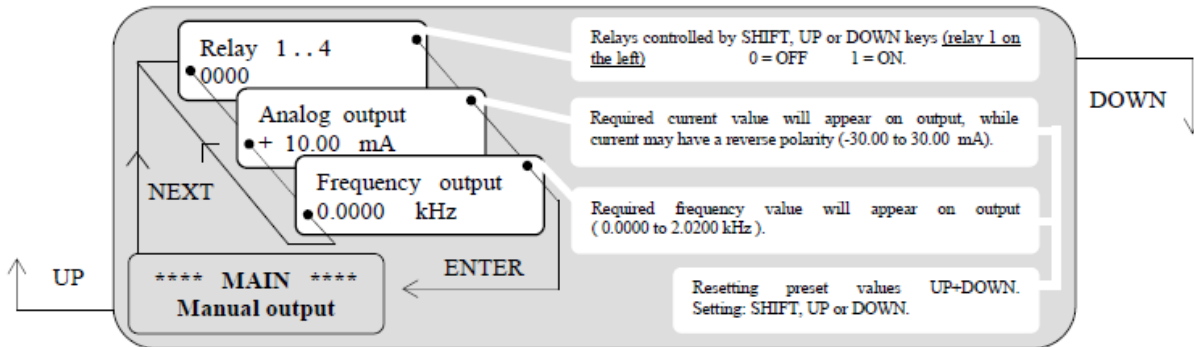 Relay 1 . . 4
0000
Analog output
+ 10.00 mA
Frequency output
0.0000 kHz
NEXT
UP
**** MAIN ****
Manual output
ENTER
Relays controlled by SHIFT, UP or DOWN keys (relay 1 on
the left) 0 = OFF 1 = ON.
Required current value will appear on output, while
current may have a reverse polarity (-30.00 to 30.00 mA).
Required frequency value will appear on output
( 0.0000 to 2.0200 kHz ).
Resetting preset values UP+DOWN.
Setting: SHIFT, UP or DOWN.
DOWN